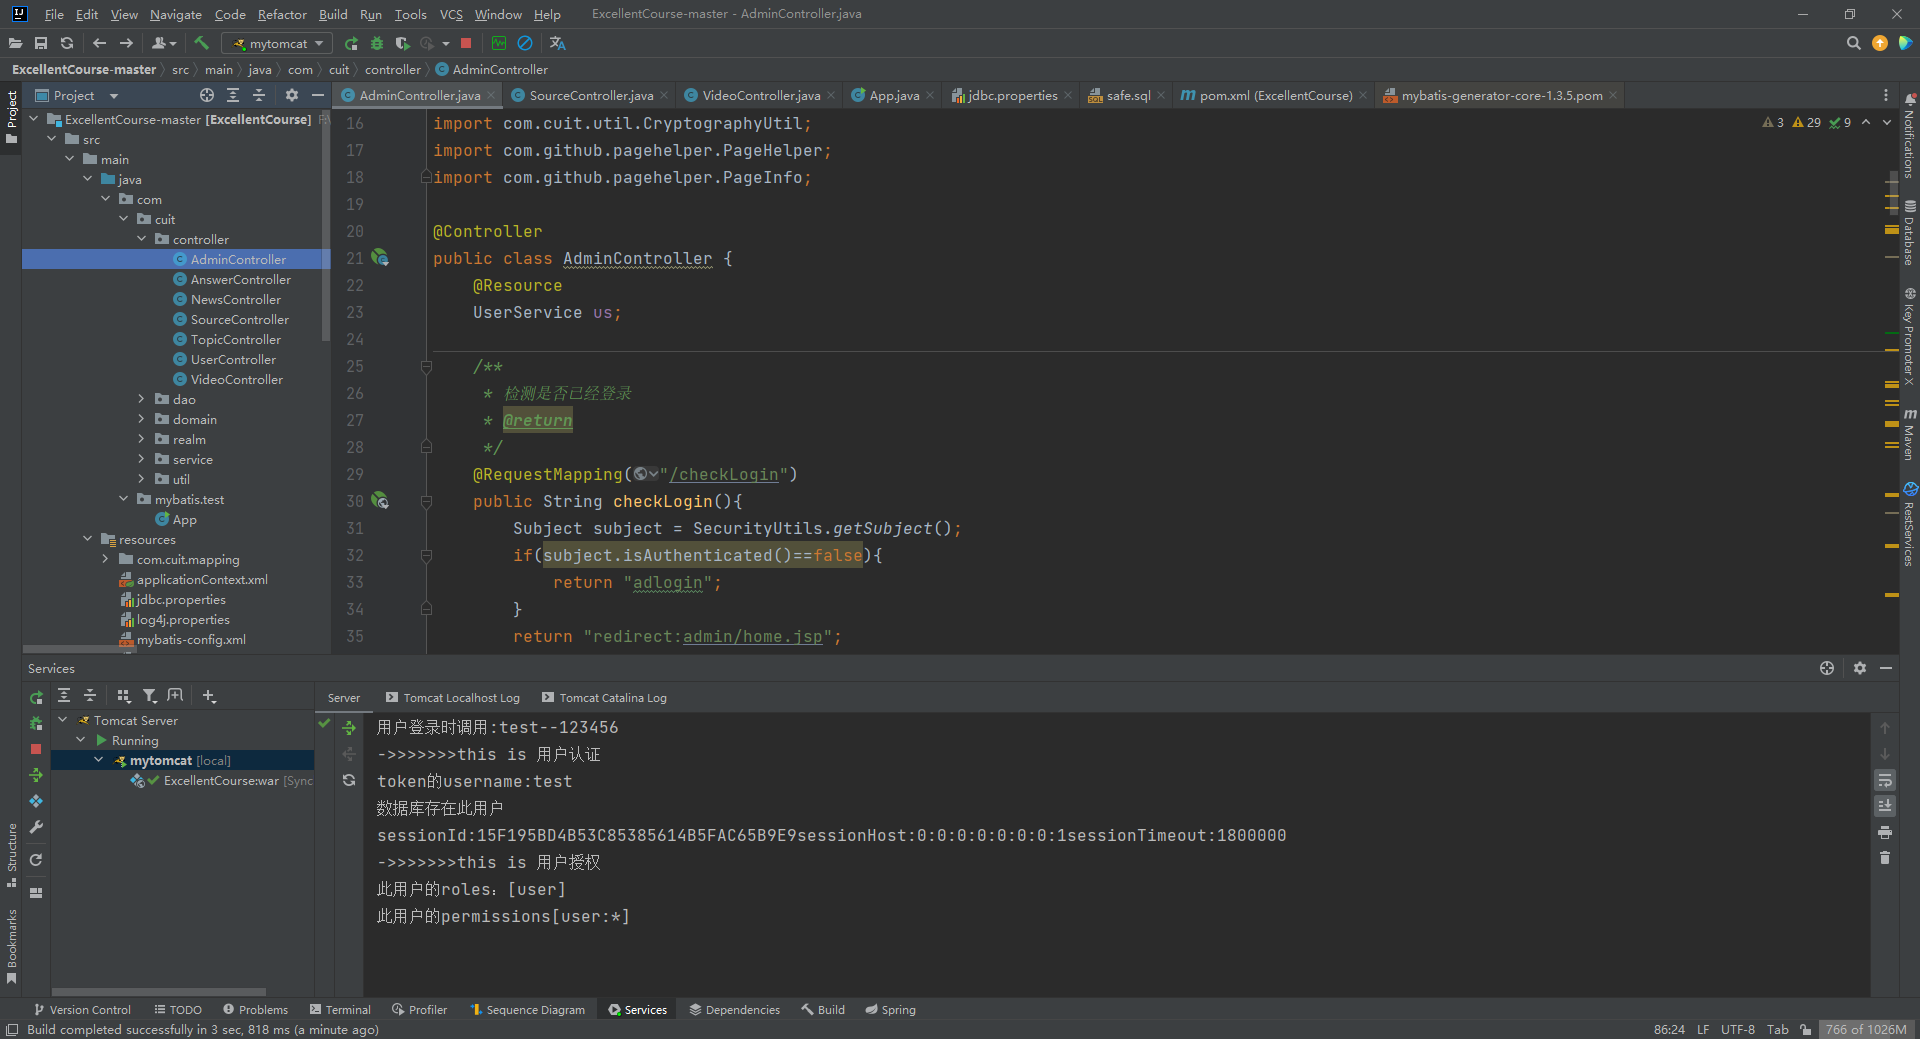 File Edit View Navigate Code Refactor Build Run Tools VCS Window Help ExcellentCourse-master - AdminController.java
mytomcat
ExcellentCourse-master src main java com cuit controller AdminController
Project
AdminController.java SourceController.java VideoController.java App.java jdbc.properties safe.sql pom.xml (ExcellentCourse) mybatis-generator-core-1.3.5.pom
Project
Structure
Bookmarks
ExcellentCourse-master [ExcellentCourse]
src
main
java
com
cuit
controller
AdminController
AnswerController
NewsController
SourceController
TopicController
UserController
VideoController
dao
domain
realm
service
util
mybatis.test
App
resources
com.cuit.mapping
applicationContext.xml
jdbc.properties
log4j.properties
mybatis-config.xml
3 29 9
16 import com.cuit.util.CryptographyUtil;
17 import com.github.pagehelper.PageHelper;
18 import com.github.pagehelper.PageInfo;
19
20 @Controller
21 public class AdminController {
22 @Resource
23 UserService us;
24
25 /**
26 * 检测是否已经登录
27 * @return
28 */
29 @RequestMapping("/checkLogin")
30 public String checkLogin(){
31 Subject subject = SecurityUtils.getSubject();
32 if(subject.isAuthenticated()==false){
33 return "adlogin";
34 }
35 return "redirect:admin/home.jsp";
Notifications
Database
Key Promoter X
Maven
RestServices
Services
Server Tomcat Localhost Log Tomcat Catalina Log
Tomcat Server
Running
mytomcat [local]
ExcellentCourse:war [Sync
用户登录时调用:test--123456
->>>>>>>this is 用户认证
token的username:test
数据库存在此用户
sessionId:15F195BD4B53C85385614B5FAC65B9E9sessionHost:0:0:0:0:0:0:0:1sessionTimeout:1800000
->>>>>>>this is 用户授权
此用户的roles：[user]
此用户的permissions[user:*]
Version Control TODO Problems Terminal Profiler Sequence Diagram Services Dependencies Build Spring
Build completed successfully in 3 sec, 818 ms (a minute ago) 86:24 LF UTF-8 Tab 766 of 1026M